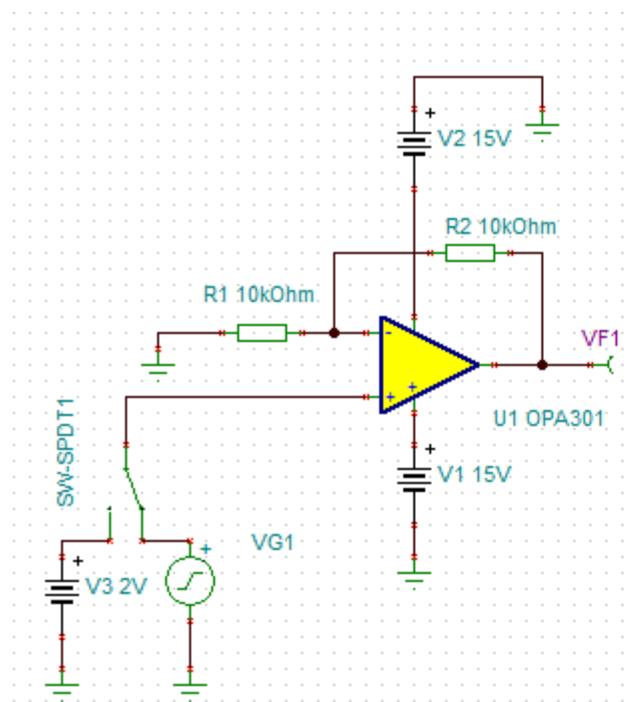 V2 15V
R2 10kOhm
R1 10kOhm
VF1
U1 OPA301
SW-SPDT1
V1 15V
VG1
V3 2V